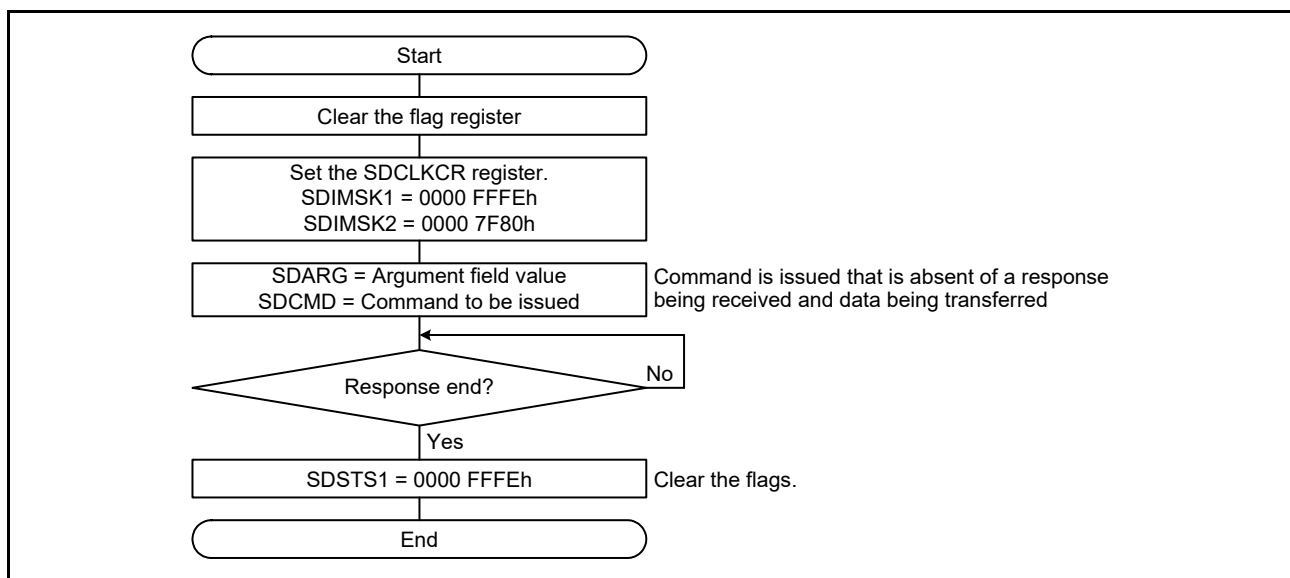 Start
Clear the flag register
Set the SDCLKCR register.
SDIMSK1 = 0000 FFFEh
SDIMSK2 = 0000 7F80h
SDARG = Argument field value
SDCMD = Command to be issued
Command is issued that is absent of a response
being received and data being transferred
Response end?
No
Yes
SDSTS1 = 0000 FFFEh
Clear the flags.
End